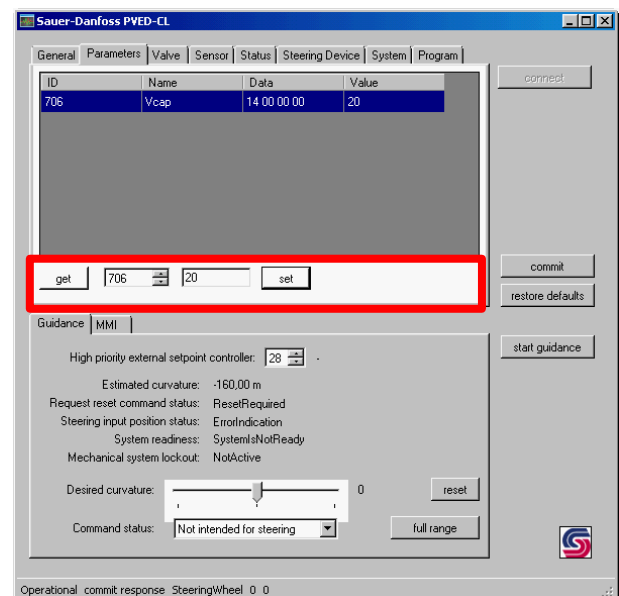 Sauer-Danfoss PVED-CL
General Parameters Valve Sensor Status Steering Device System Program
connect
ID Name Data Value
706 Vcap 14 00 00 00 20
get 706 20 set
commit
restore defaults
Guidance MMI
start guidance
High priority external setpoint controller: 28 .
Estimated curvature: -160,00 m
Request reset command status: ResetRequired
Steering input position status: ErrorIndication
System readiness: SystemIsNotReady
Mechanical system lockout: NotActive
Desired curvature: 0 reset
Command status: Not intended for steering full range
Operational commit response SteeringWheel 0 0